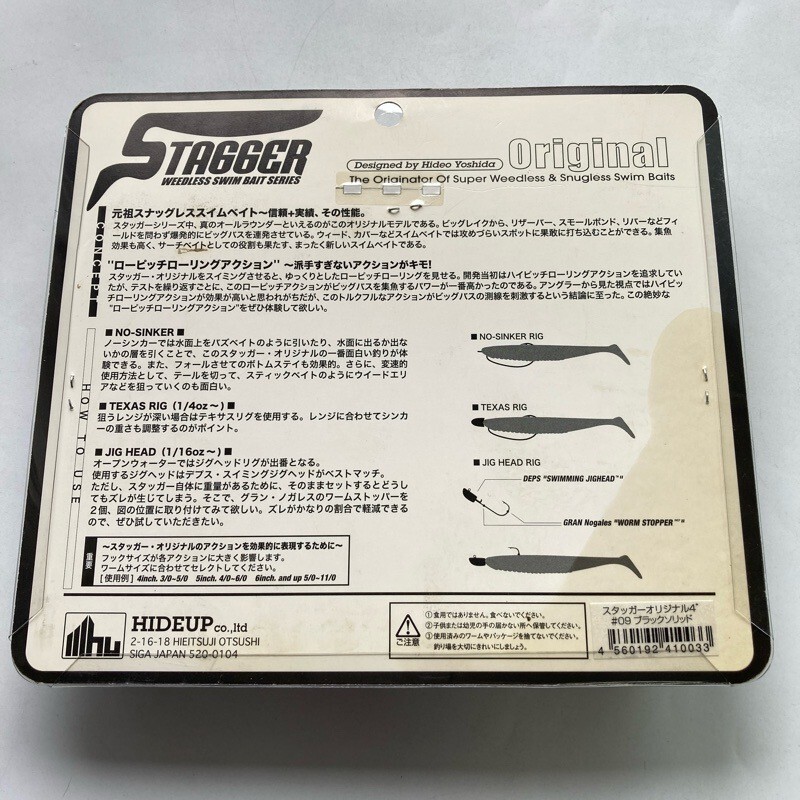 STAGGER
WEEDLESS SWIM BAIT SERIES
Designed by Hideo Yoshida
Original
The Originator Of Super Weedless & Snugless Swim Baits
CONCEPT
元祖スナッグレススイムベイト〜信頼+実績、その性能。
スタッガーシリーズ中、真のオールラウンダーといえるのがこのオリジナルモデルである。ビッグレイクから、リザーバー、スモールポンド、リバーなどフィ
ールドを問わず爆発的にビッグバスを連発させている。ウィード、カバーなどスイムベイトでは攻めづらいスポットに果敢に打ち込むことができる。集魚
効果も高く、サーチベイトとしての役割も果たす、まったく新しいスイムベイトである。
"ローピッチローリングアクション" 〜派手すぎないアクションがキモ!
スタッガー・オリジナルをスイミングさせると、ゆっくりとしたローピッチローリングを見せる。開発当初はハイピッチローリングアクションを追求してい
たが、テストを繰り返すごとに、このローピッチアクションがビッグバスを集魚するパワーが一番高かったのである。アングラーから見た視点ではハイピッ
チローリングアクションが効果が高いと思われがちだが、このトルクフルなアクションがビッグバスの測線を刺激するという結論に至った。この絶妙な
"ローピッチローリングアクション"をぜひ体験して欲しい。
HOW TO USE
■ NO-SINKER ■
ノーシンカーでは水面上をバズベイトのように引いたり、水面に出るか出な
いかの層を引くことで、このスタッガー・オリジナルの一番面白い釣りが体
験できる。また、フォールさせてのボトムステイも効果的。さらに、変速的
使用方法として、テールを切って、スティックベイトのようにウイードエリ
アなどを狙っていくのも面白い。
■ TEXAS RIG (1/4oz〜) ■
狙うレンジが深い場合はテキサスリグを使用する。レンジに合わせてシンカ
ーの重さも調整するのがポイント。
■ JIG HEAD (1/16oz〜) ■
オープンウォーターではジグヘッドリグが出番となる。
使用するジグヘッドはデプス・スイミングジグヘッドがベストマッチ。
ただし、スタッガー自体に重量があるために、そのままセットするとどうし
てもズレが生じてしまう。そこで、グラン・ノガレスのワームストッパーを
2個、図の位置に取り付けてみて欲しい。ズレがかなりの割合で軽減できる
ので、ぜひ試していただきたい。
■ NO-SINKER RIG
■ TEXAS RIG
■ JIG HEAD RIG
DEPS "SWIMMING JIGHEAD"
GRAN Nogales "WORM STOPPER"
重要
〜スタッガー・オリジナルのアクションを効果的に表現するために〜
フックサイズが各アクションに大きく影響します。
ワームサイズに合わせてセレクトしてください。
[使用例] 4inch. 3/0~5/0 5inch. 4/0~6/0 6inch. and up 5/0~11/0
hu
HIDEUP co.,ltd
2-16-18 HIEITSUJI OTSUSHI
SIGA JAPAN 520-0104
ご注意
①食用ではありません。食べないでください。
②子供または幼児の手の届かない所へ保管してください。
③使用済みのワームやパッケージを捨てないでください。
釣り場を大切にきれいにしましょう。
スタッガーオリジナル4"
#09 ブラックソリッド
4 560192 410033